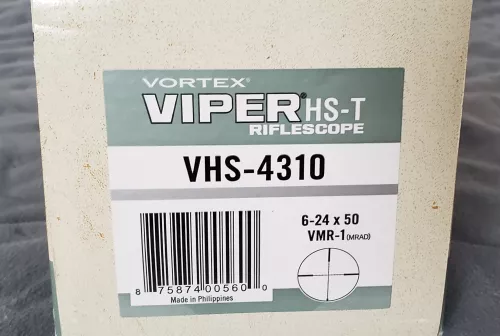 VORTEX®
VIPER® HS-T
RIFLESCOPE
VHS-4310
6-24 x 50
VMR-1 (MRAD)
8 75874 00560 0
Made in Philippines